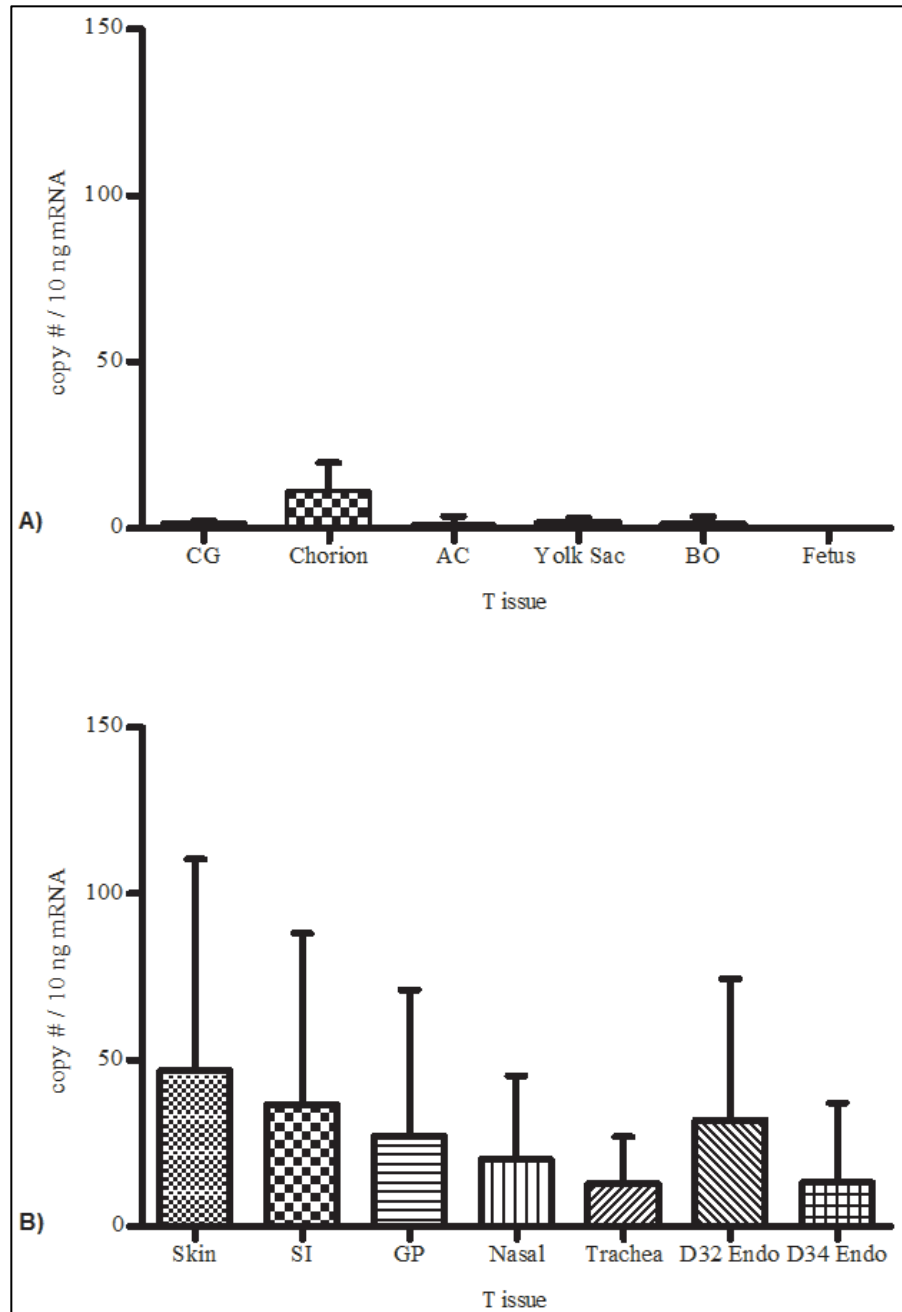 150
100
50
0
copy # / 10 ng mRNA
A)
CG Chorion AC Yolk Sac BO Fetus
T issue
150
100
50
0
copy # / 10 ng mRNA
B)
Skin SI GP Nasal Trachea D32 Endo D34 Endo
T issue